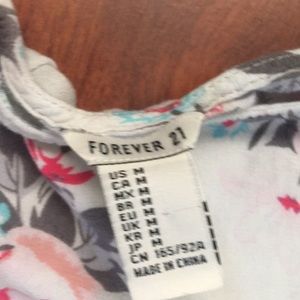 FOREVER 21
US M
CA M
MX M
BR M
EU M
UK M
KR M
JP M
CN 165/92A
MADE IN CHINA